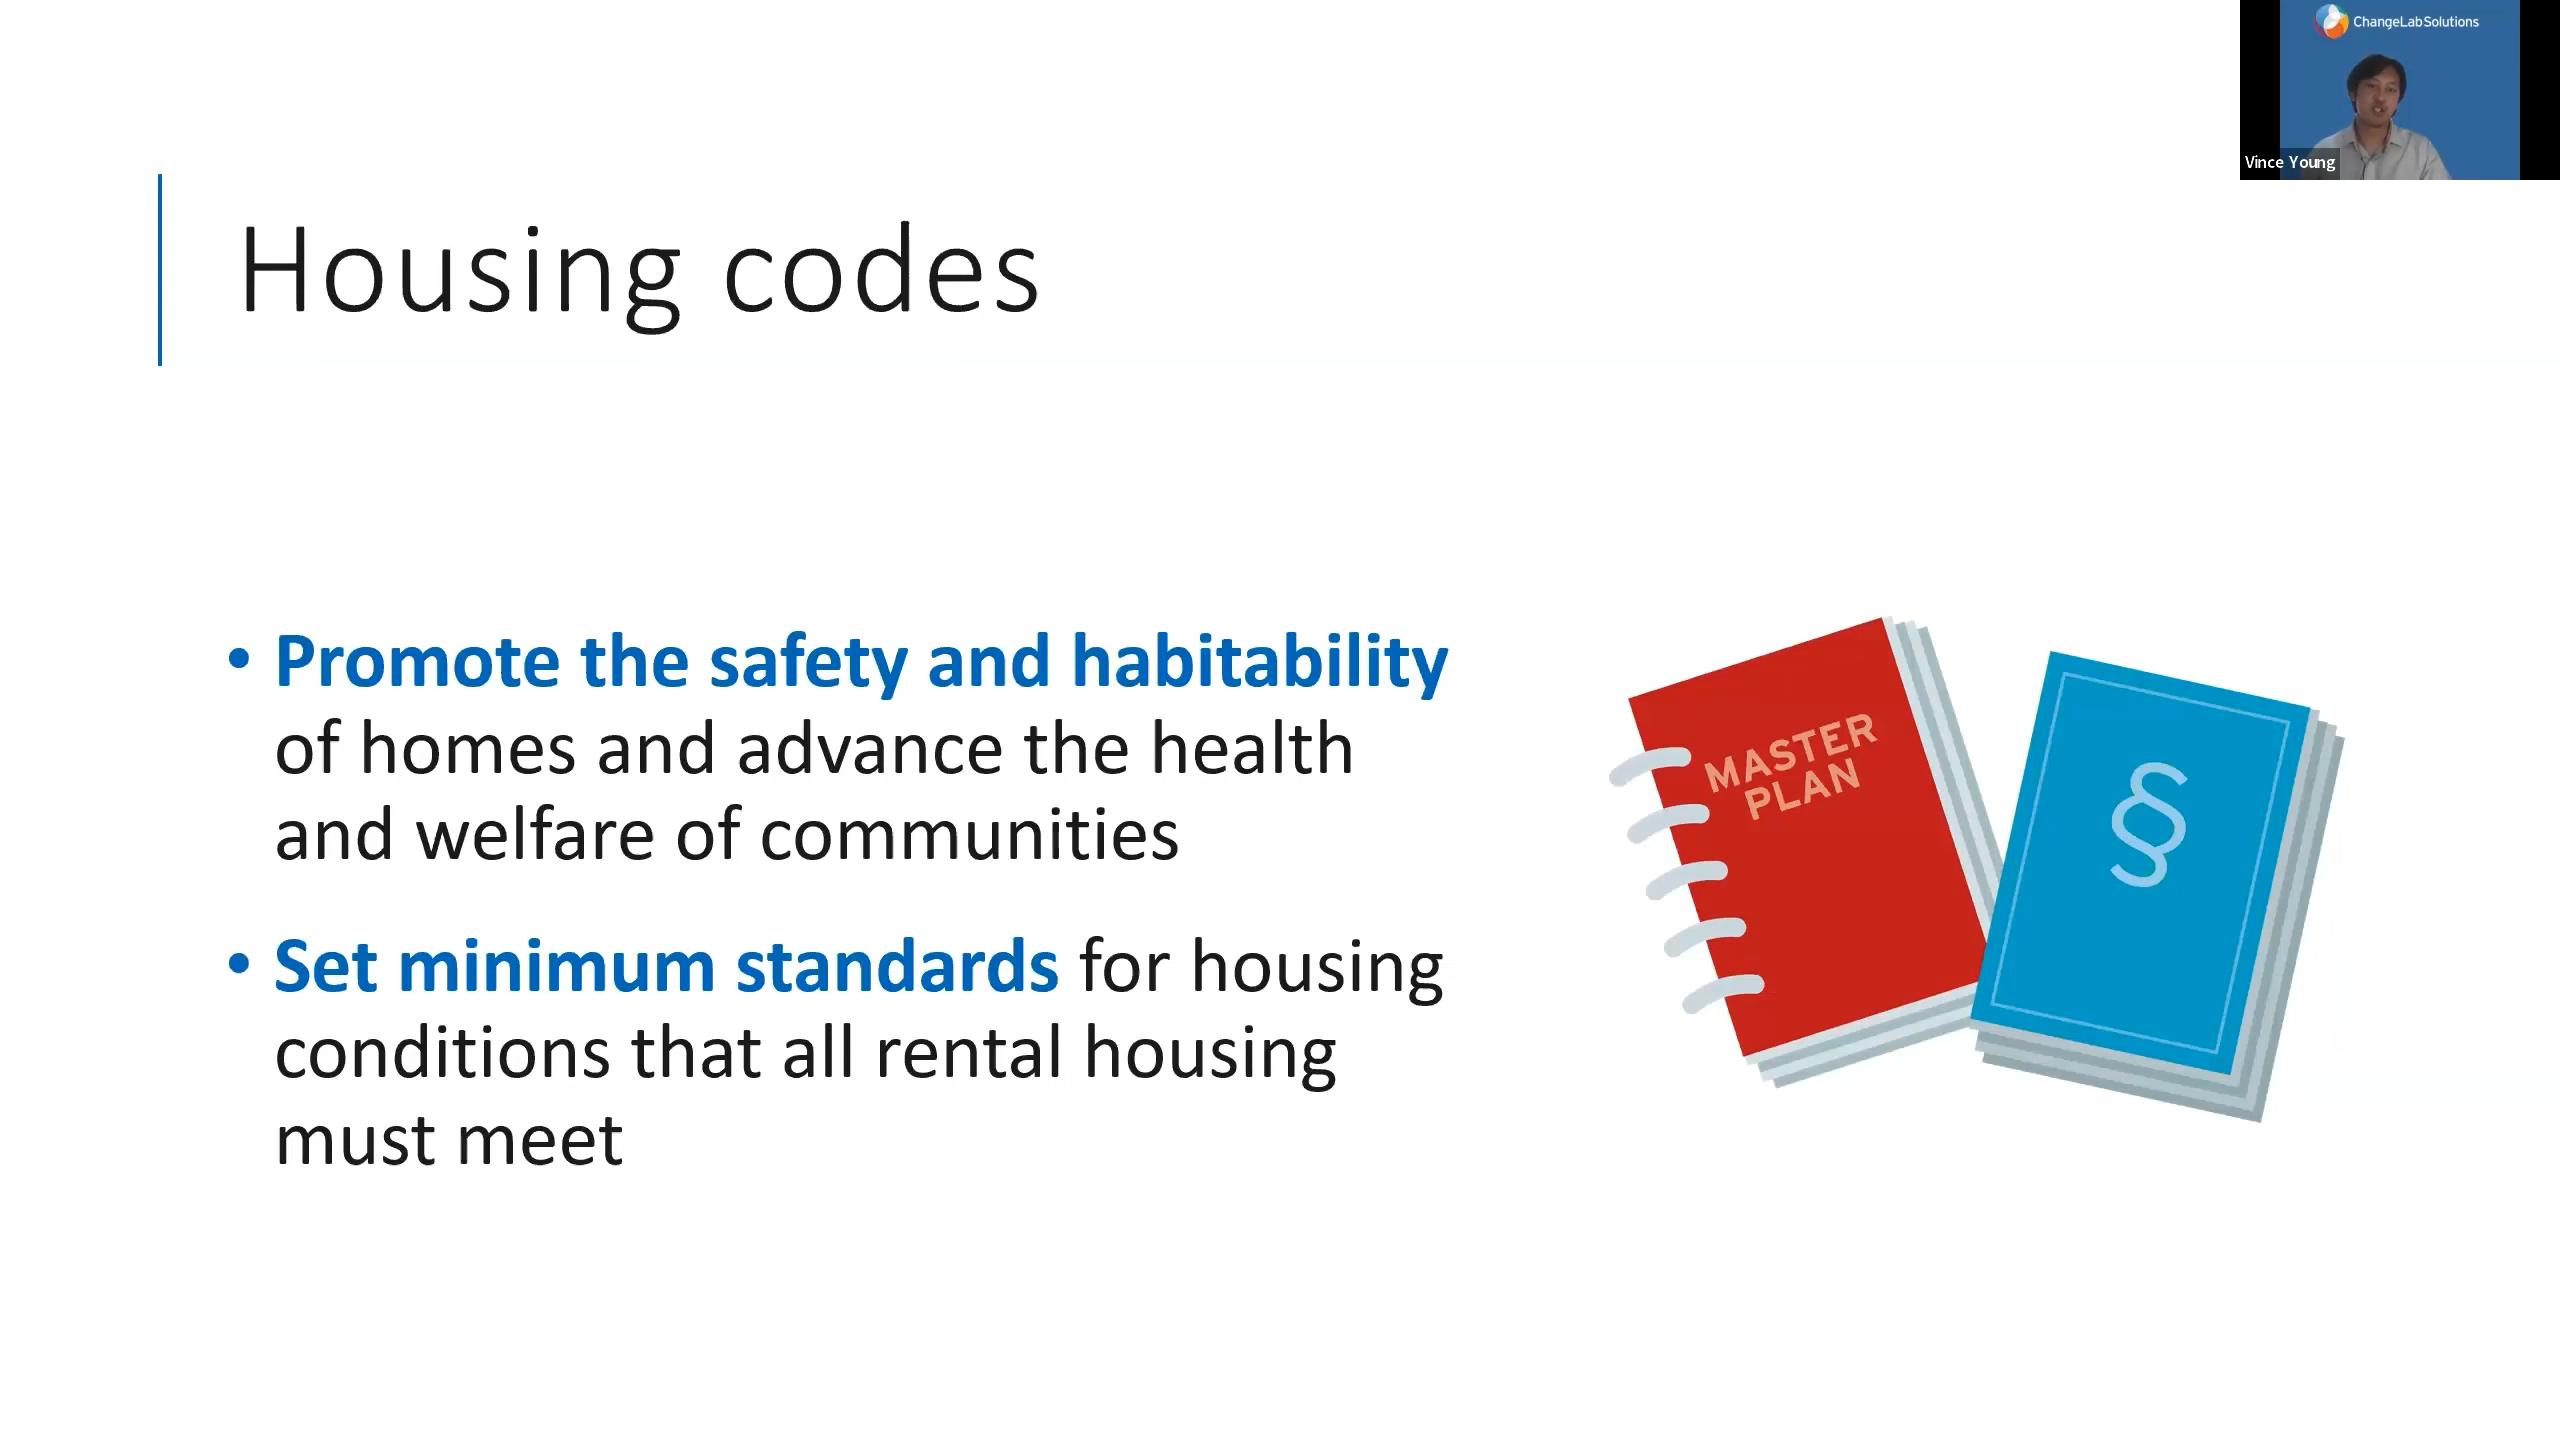 ChangeLabSolutions
Vince Young
Housing codes
• Promote the safety and habitability
of homes and advance the health
and welfare of communities
• Set minimum standards for housing
conditions that all rental housing
must meet
MASTER
PLAN
§